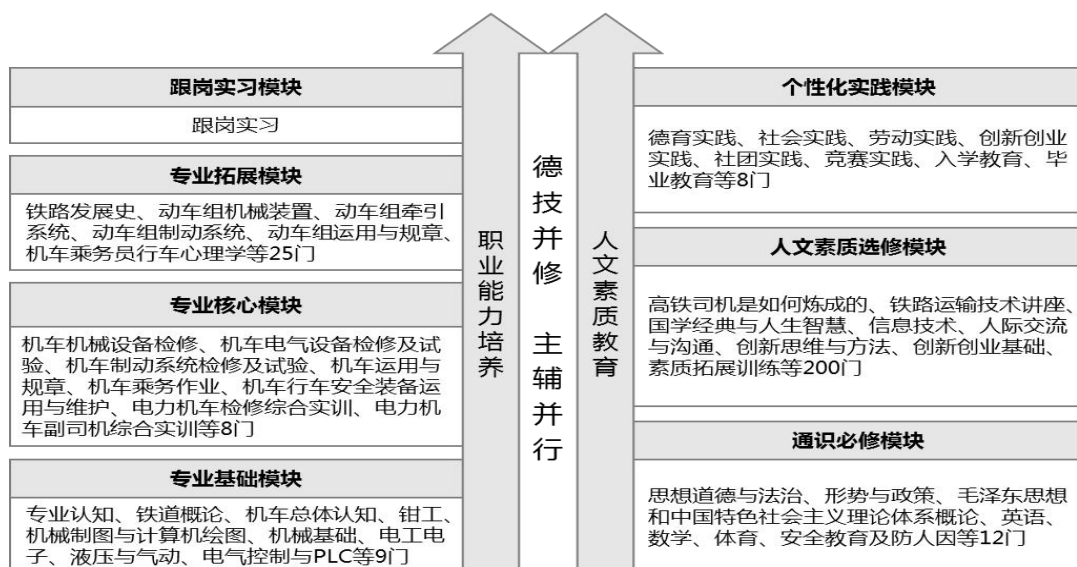 跟岗实习模块
跟岗实习
专业拓展模块
铁路发展史、动车组机械装置、动车组牵引
系统、动车组制动系统、动车组运用与规章、
机车乘务员行车心理学等25门
专业核心模块
机车机械设备检修、机车电气设备检修及试
验、机车制动系统检修及试验、机车运用与
规章、机车乘务作业、机车行车安全装备运
用与维护、电力机车检修综合实训、电力机
车副司机综合实训等8门
专业基础模块
专业认知、铁道概论、机车总体认知、钳工、
机械制图与计算机绘图、机械基础、电工电
子、液压与气动、电气控制与PLC等9门
职业能力培养
德技并修 主辅并行
人文素质教育
个性化实践模块
德育实践、社会实践、劳动实践、创新创业
实践、社团实践、竞赛实践、入学教育、毕
业教育等8门
人文素质选修模块
高铁司机是如何炼成的、铁路运输技术讲座、
国学经典与人生智慧、信息技术、人际交流
与沟通、创新思维与方法、创新创业基础、
素质拓展训练等200门
通识必修模块
思想道德与法治、形势与政策、毛泽东思想
和中国特色社会主义理论体系概论、英语、
数学、体育、安全教育及防人因等12门